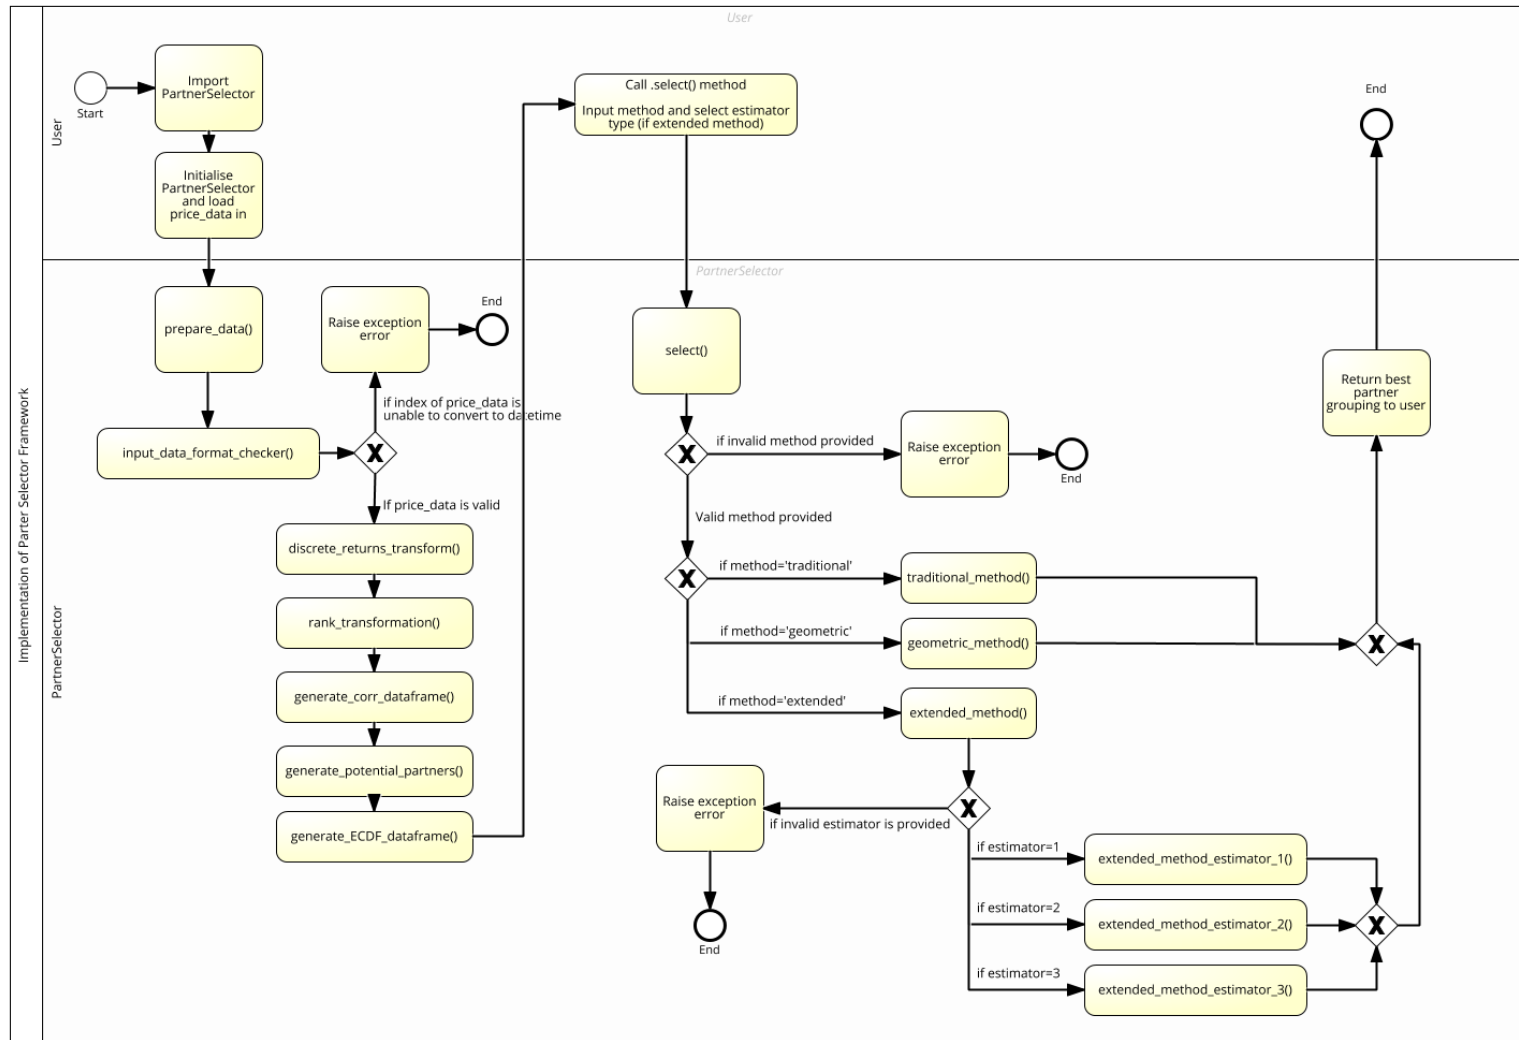 User
Implementation of Parter Selector Framework
User
Start
Import
PartnerSelector
Initialise
PartnerSelector
and load
price_data in
Call .select() method
Input method and select estimator
type (if extended method)
End
PartnerSelector
PartnerSelector
prepare_data()
Raise exception
error
End
if index of price_data is
unable to convert to datetime
input_data_format_checker()
X
If price_data is valid
discrete_returns_transform()
rank_transformation()
generate_corr_dataframe()
generate_potential_partners()
generate_ECDF_dataframe()
select()
X
if invalid method provided
Raise exception
error
End
Valid method provided
X
if method='traditional'
traditional_method()
if method='geometric'
geometric_method()
if method='extended'
extended_method()
X
Return best
partner
grouping to user
X
if invalid estimator is provided
Raise exception
error
End
if estimator=1
extended_method_estimator_1()
if estimator=2
extended_method_estimator_2()
X
if estimator=3
extended_method_estimator_3()